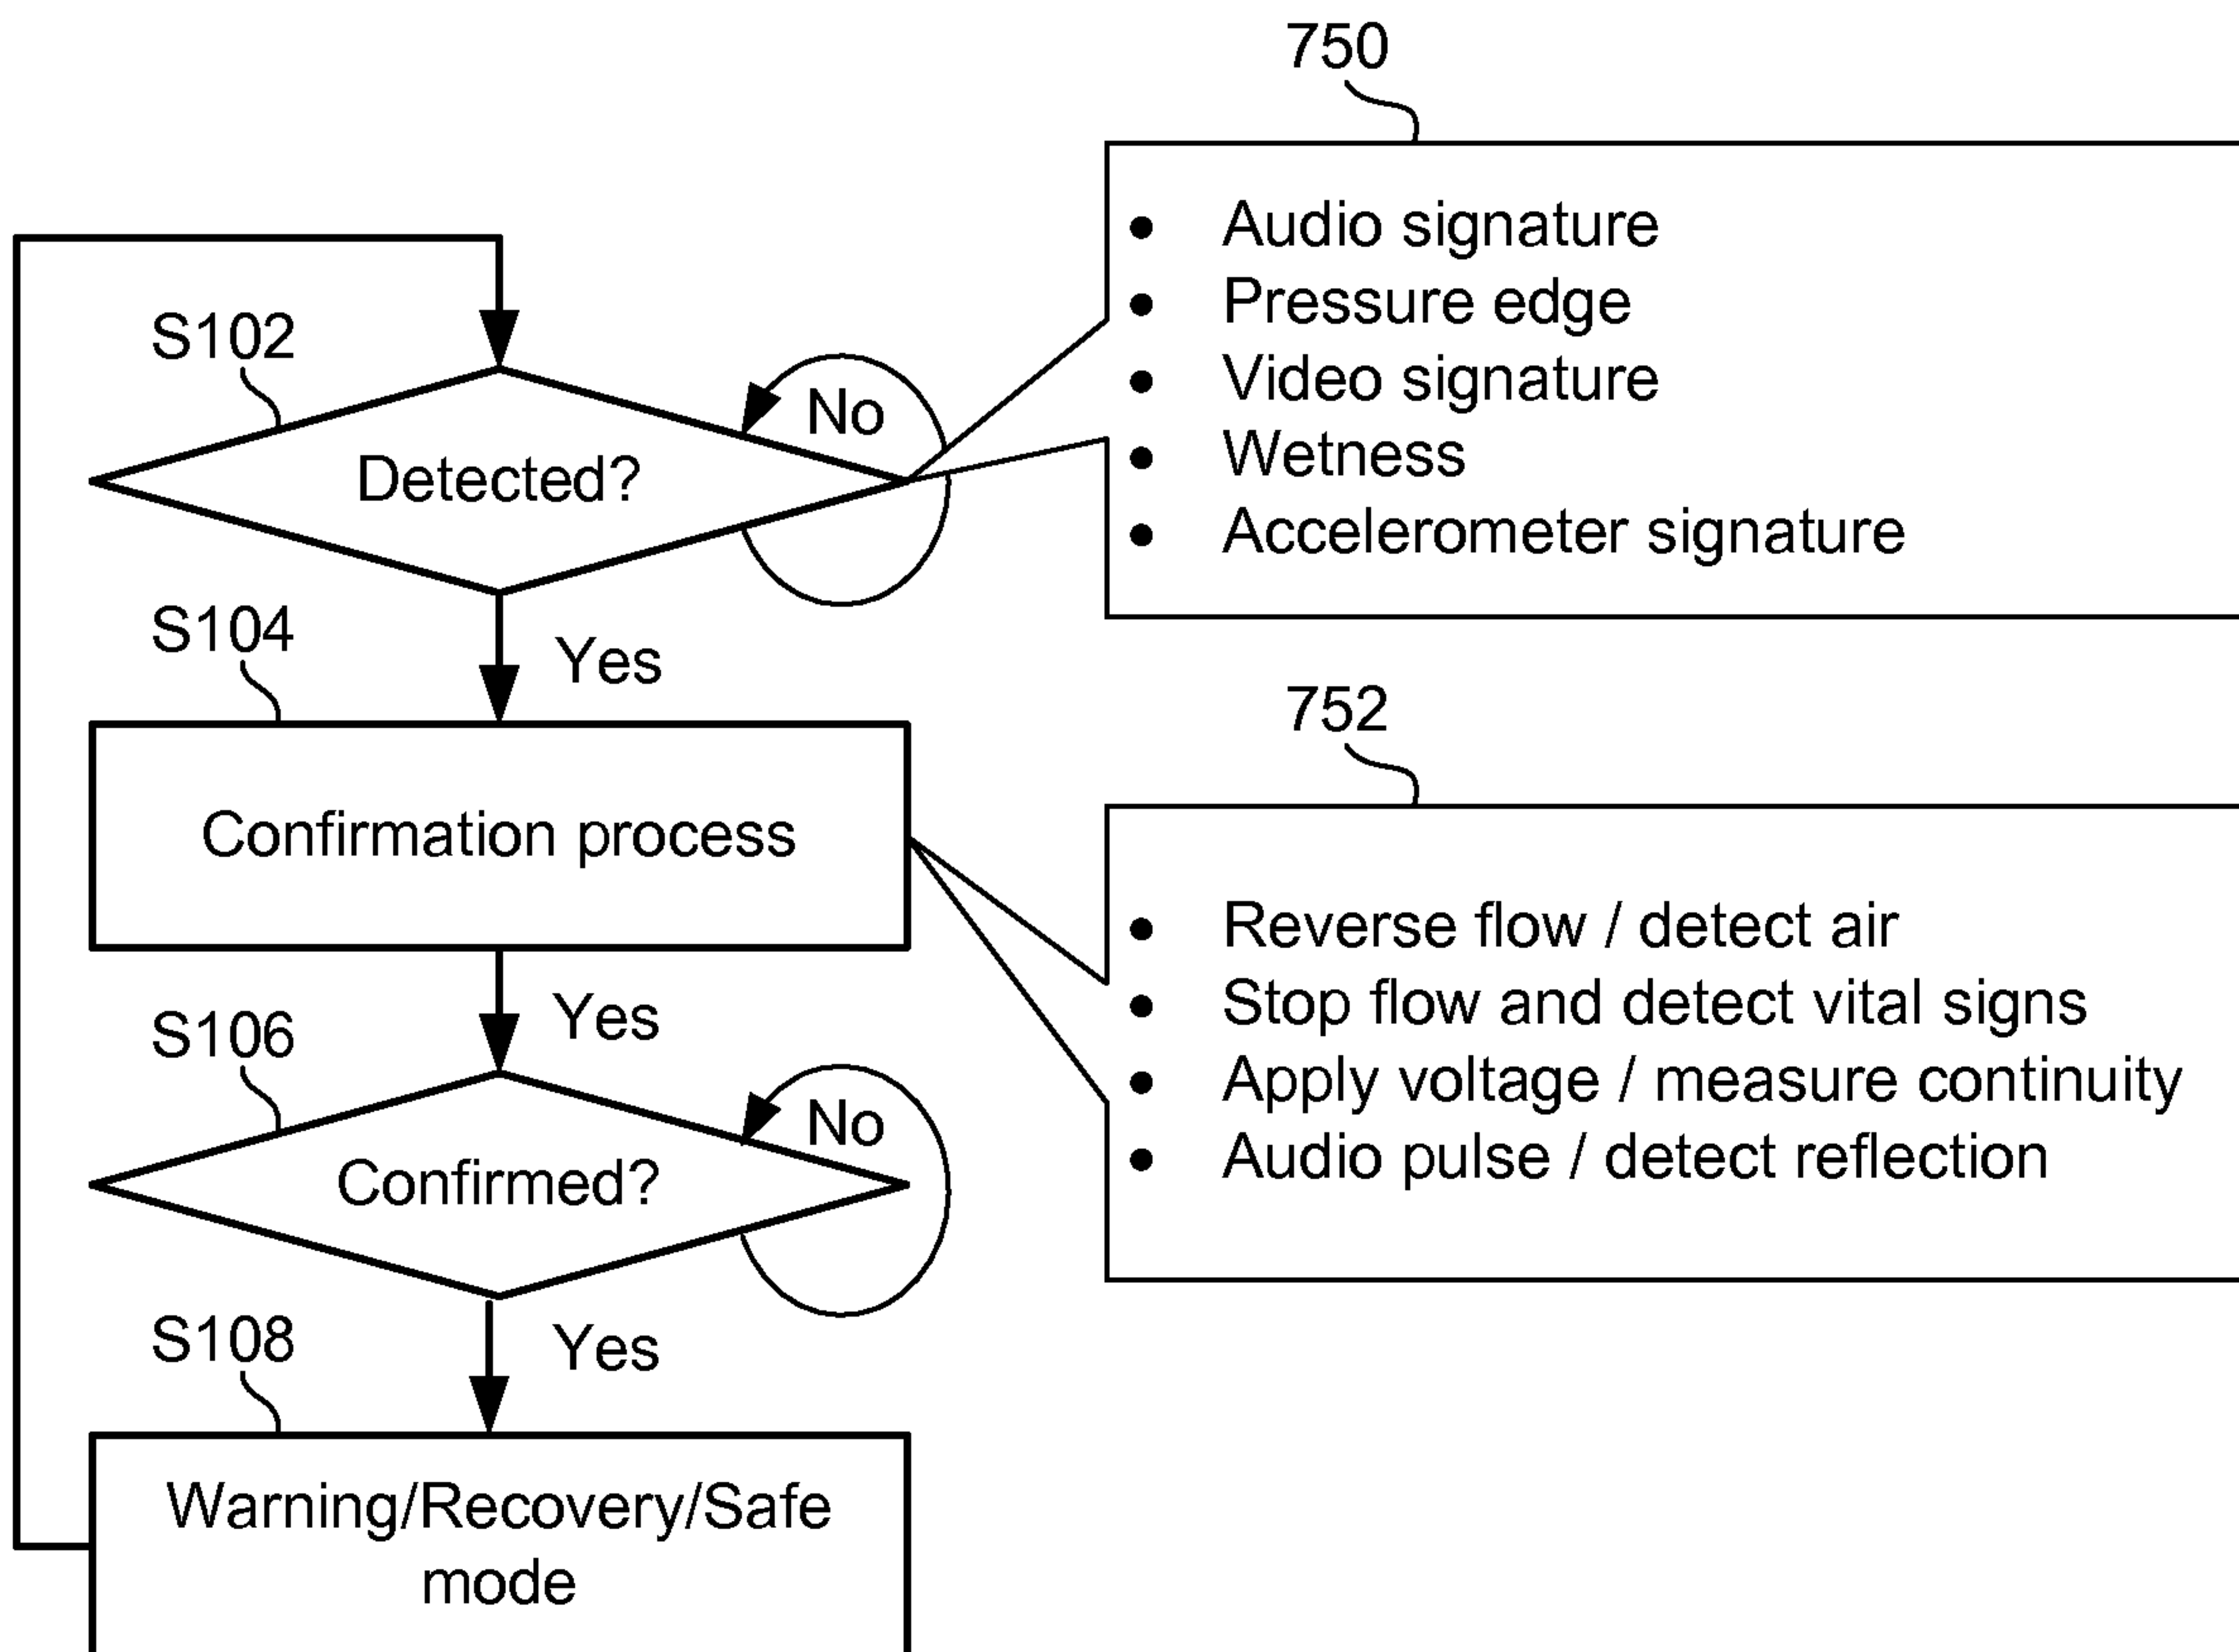 750
• Audio signature
• Pressure edge
• Video signature
• Wetness
• Accelerometer signature
S102
No
Detected?
S104
Yes
752
Confirmation process
• Reverse flow / detect air
• Stop flow and detect vital signs
• Apply voltage / measure continuity
• Audio pulse / detect reflection
Yes
S106
No
Confirmed?
S108
Yes
Warning/Recovery/Safe
mode